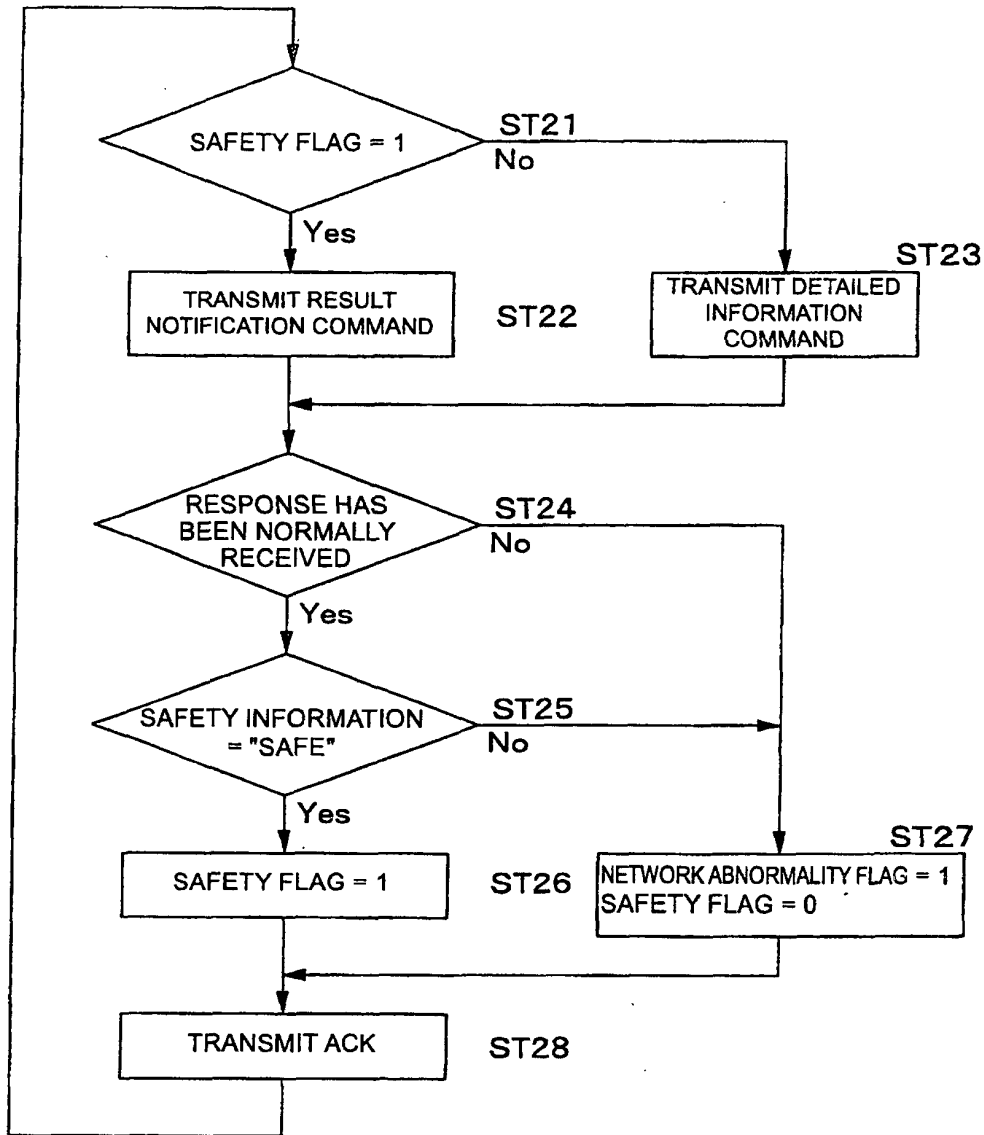 SAFETY FLAG = 1
ST21
No
Yes
ST23
TRANSMIT RESULT
NOTIFICATION COMMAND
ST22
TRANSMIT DETAILED
INFORMATION
COMMAND
RESPONSE HAS
BEEN NORMALLY
RECEIVED
ST24
No
Yes
SAFETY INFORMATION
= "SAFE"
ST25
No
Yes
ST27
SAFETY FLAG = 1
ST26
NETWORK ABNORMALITY FLAG = 1
SAFETY FLAG = 0
TRANSMIT ACK
ST28